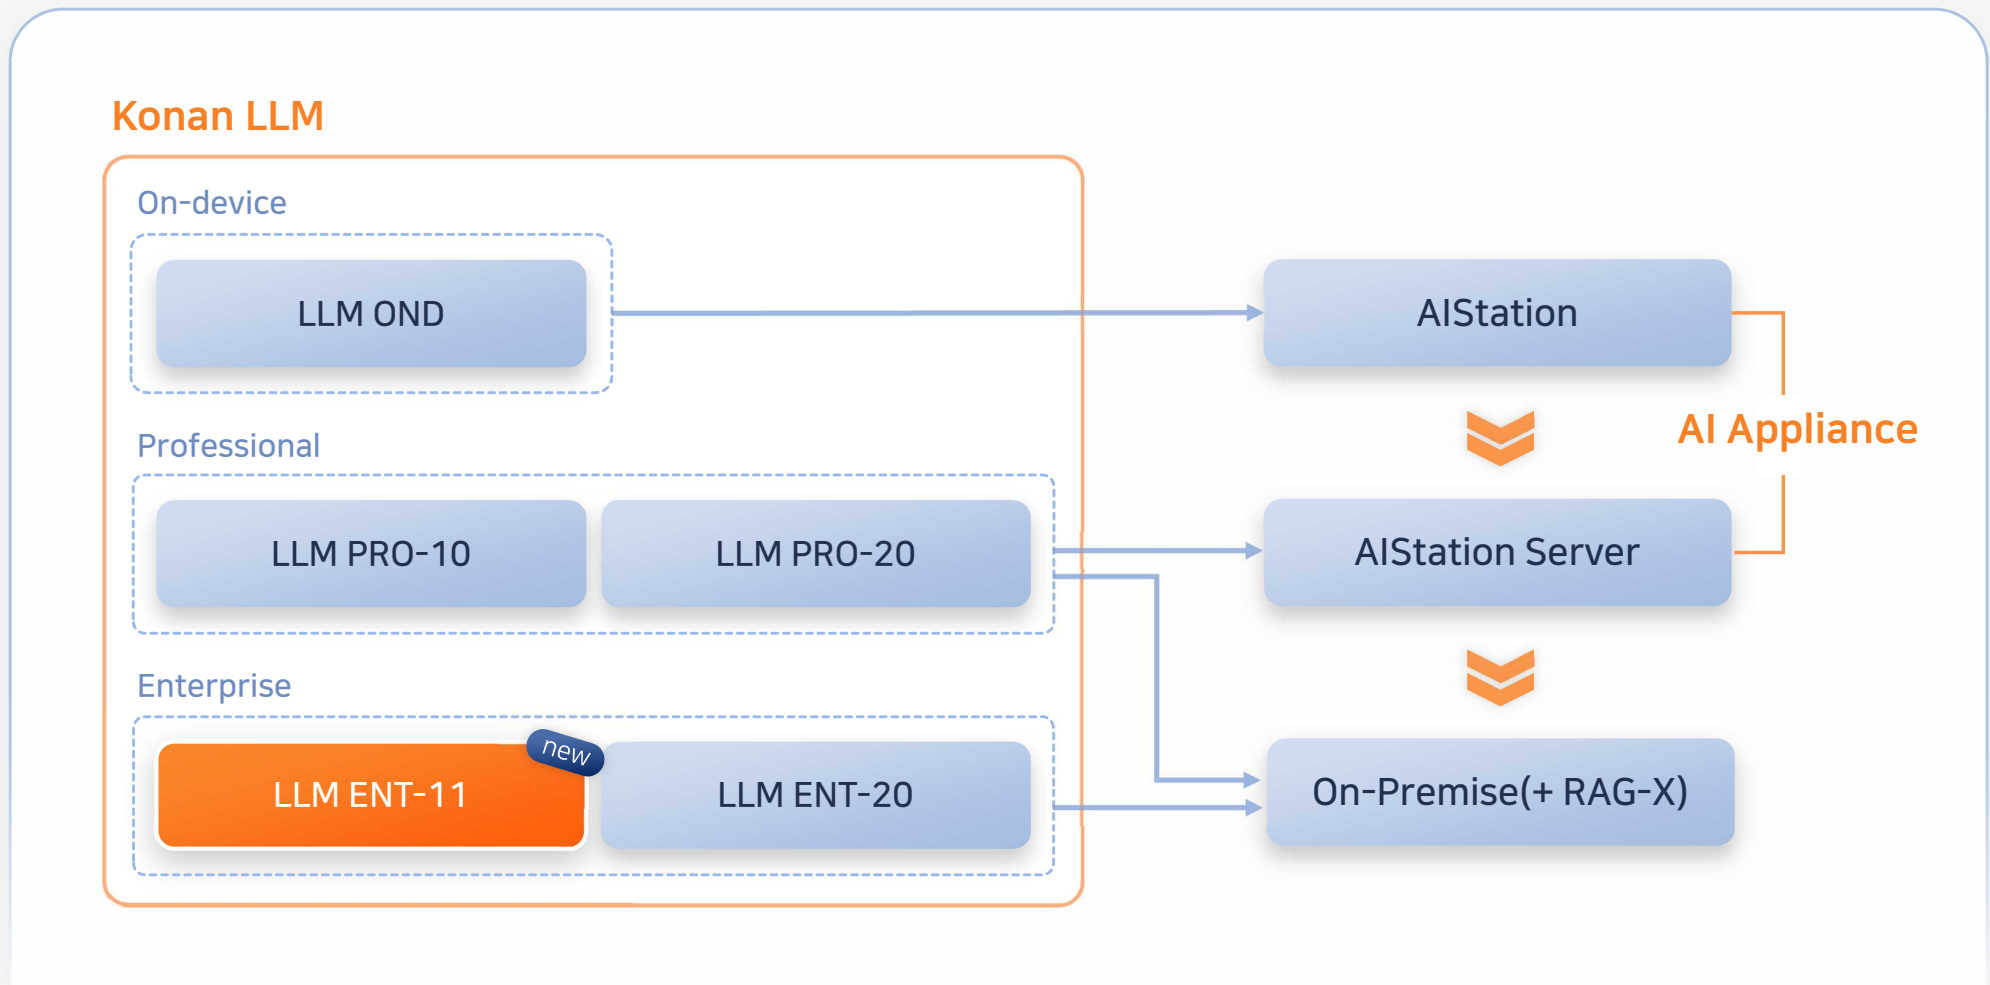 Konan LLM
On-device
LLM OND
AIStation
Professional
AI Appliance
LLM PRO-10
LLM PRO-20
AIStation Server
Enterprise
new
LLM ENT-11
LLM ENT-20
On-Premise(+ RAG-X)